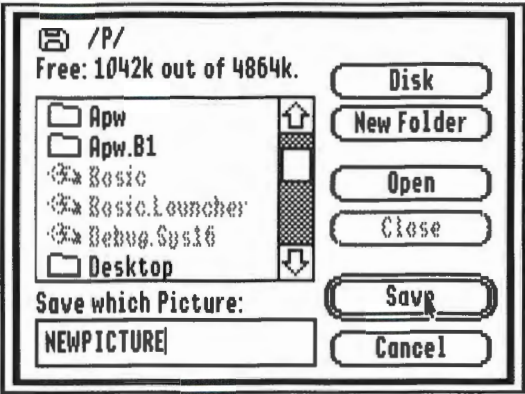 /P/
Free: 1042k out of 4864k.
Apw
Apw.B1
Basic
Basic.Launcher
Debug.Sys16
Desktop
Save which Picture:
NEWPICTURE
Disk
New Folder
Open
Close
Save
Cancel